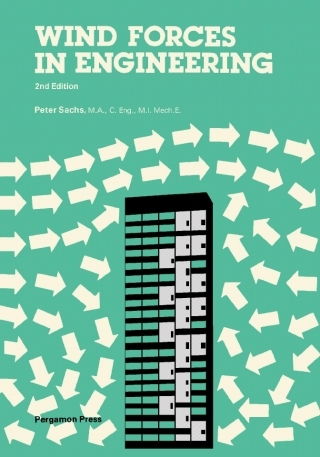 WIND FORCES
IN ENGINEERING
2nd Edition
Peter Sachs, M.A., C. Eng., M.I. Mech.E.
Pergamon Press